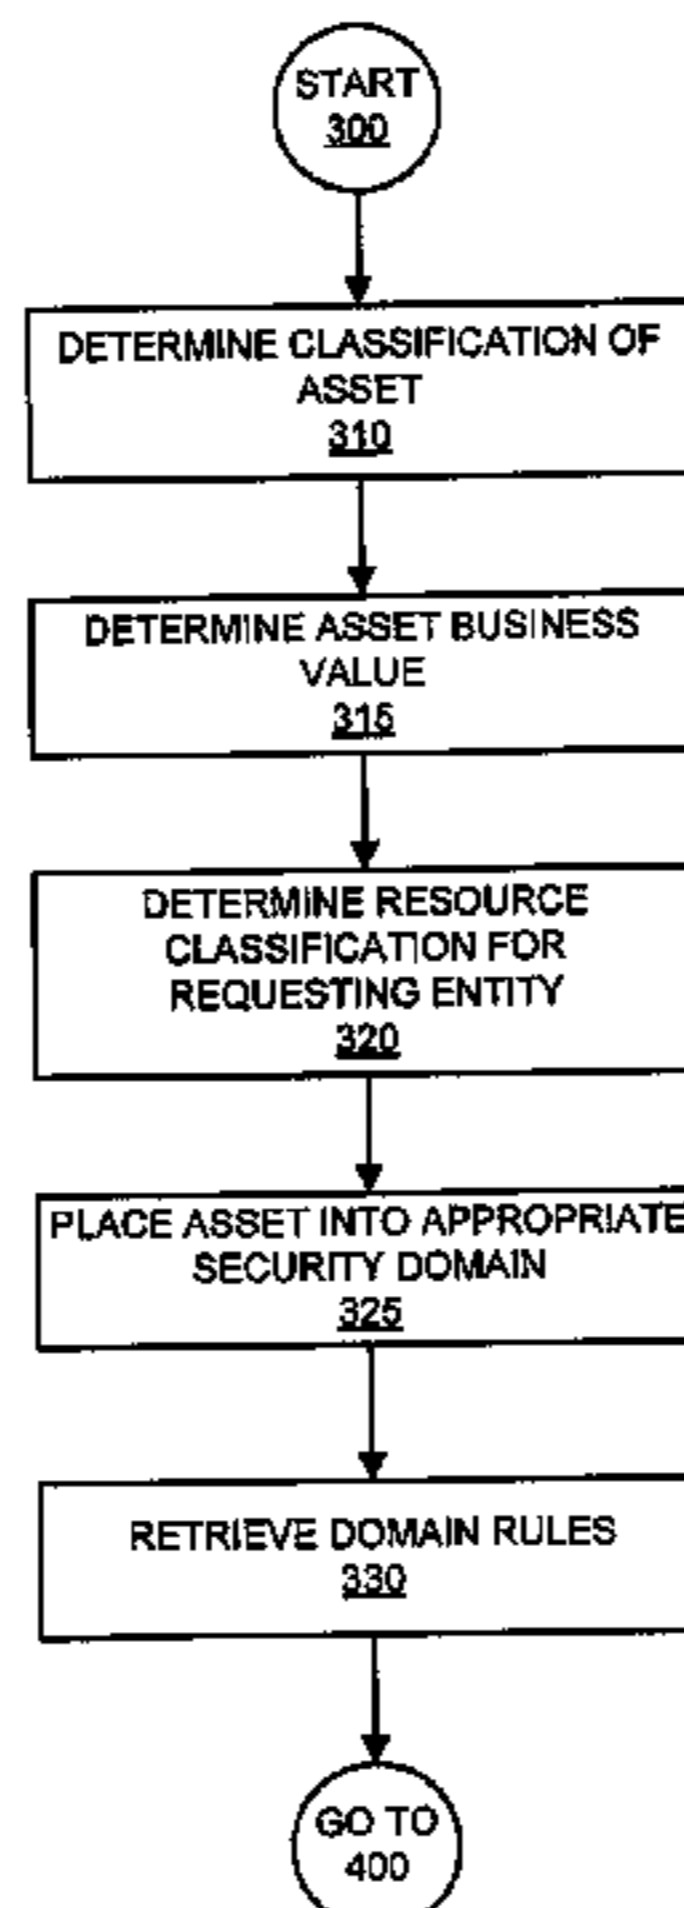 START
300
DETERMINE CLASSIFICATION OF
ASSET
310
DETERMINE ASSET BUSINESS
VALUE
315
DETERMINE RESOURCE
CLASSIFICATION FOR
REQUESTING ENTITY
320
PLACE ASSET INTO APPROPRIATE
SECURITY DOMAIN
325
RETRIEVE DOMAIN RULES
330
GO TO
400